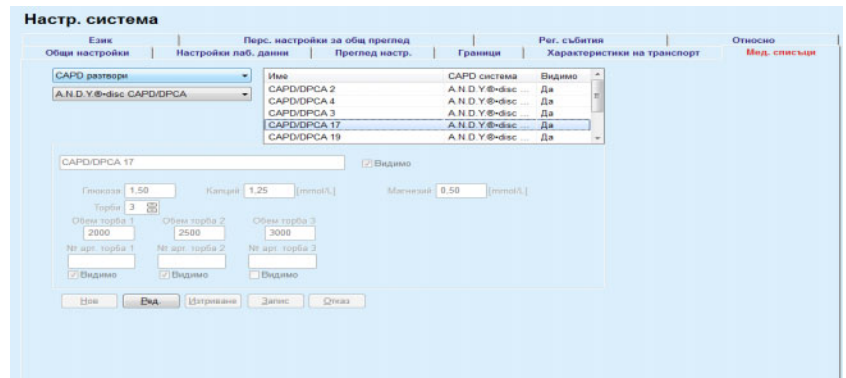 Настр. система
Език | Перс. настройки за общ преглед | Рег. събития | Относно
Общи настройки | Настройки лаб. данни | Преглед настр. | Граници | Характеристики на транспорт | Мед. списъци
CAPD разтвори
A.N.D.Y.®•disc CAPD/DPCA
Име CAPD система Видимо
CAPD/DPCA 2 A.N.D.Y.®•disc ... Да
CAPD/DPCA 4 A.N.D.Y.®•disc ... Да
CAPD/DPCA 3 A.N.D.Y.®•disc ... Да
CAPD/DPCA 17 A.N.D.Y.®•disc ... Да
CAPD/DPCA 19 A.N.D.Y.®•disc ... Да
CAPD/DPCA 17 Видимо
Глюкоза 1,50 Калций 1,25 [mmol/L] Магнезий 0,50 [mmol/L]
Торби 3
Обем торба 1 Обем торба 2 Обем торба 3
2000 2500 3000
№ арт. торба 1 № арт. торба 2 № арт. торба 3
Видимо Видимо Видимо
Нов Ред. Изтриване Запис Отказ